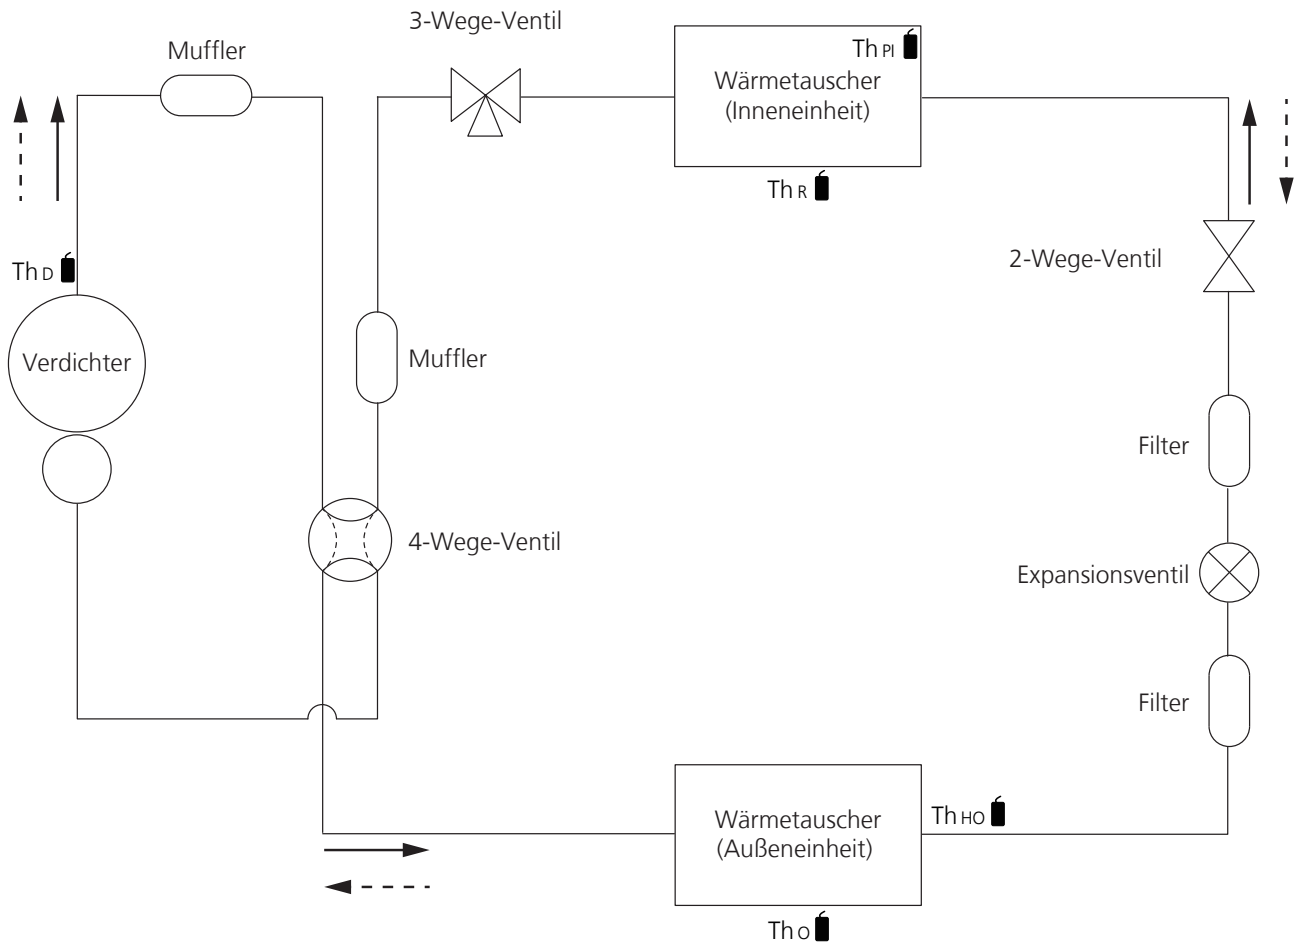 3-Wege-Ventil
Muffler
Th PI
Wärmetauscher
(Inneneinheit)
Th R
2-Wege-Ventil
Th D
Verdichter
Muffler
Filter
4-Wege-Ventil
Expansionsventil
Filter
Wärmetauscher
(Außeneinheit)
Th HO
Th O